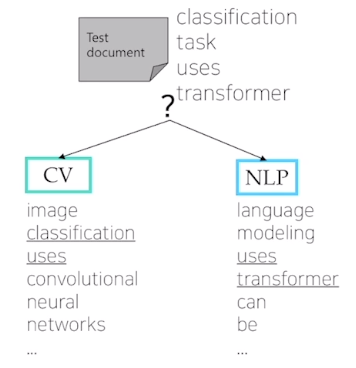 Test
document
classification
task
uses
transformer
?
CV
image
classification
uses
convolutional
neural
networks
...
NLP
language
modeling
uses
transformer
can
be
...